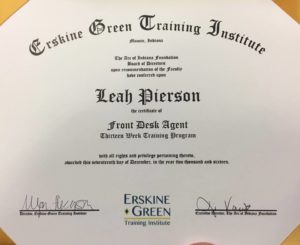 Erskine Green Training Institute
Muncie, Indiana
The Arc of Indiana Foundation
Board of Directors
upon recommendation of the Faculty
have conferred upon
Leah Pierson
the certificate of
Front Desk Agent
Thirteen Week Training Program
with all rights and privilege pertaining thereto,
awarded this seventeenth day of December, in the year two thousand and sixteen.
Director, Erskine Green Training Institute
Executive Director, The Arc of Indiana Foundation
ERSKINE
GREEN
Training Institute